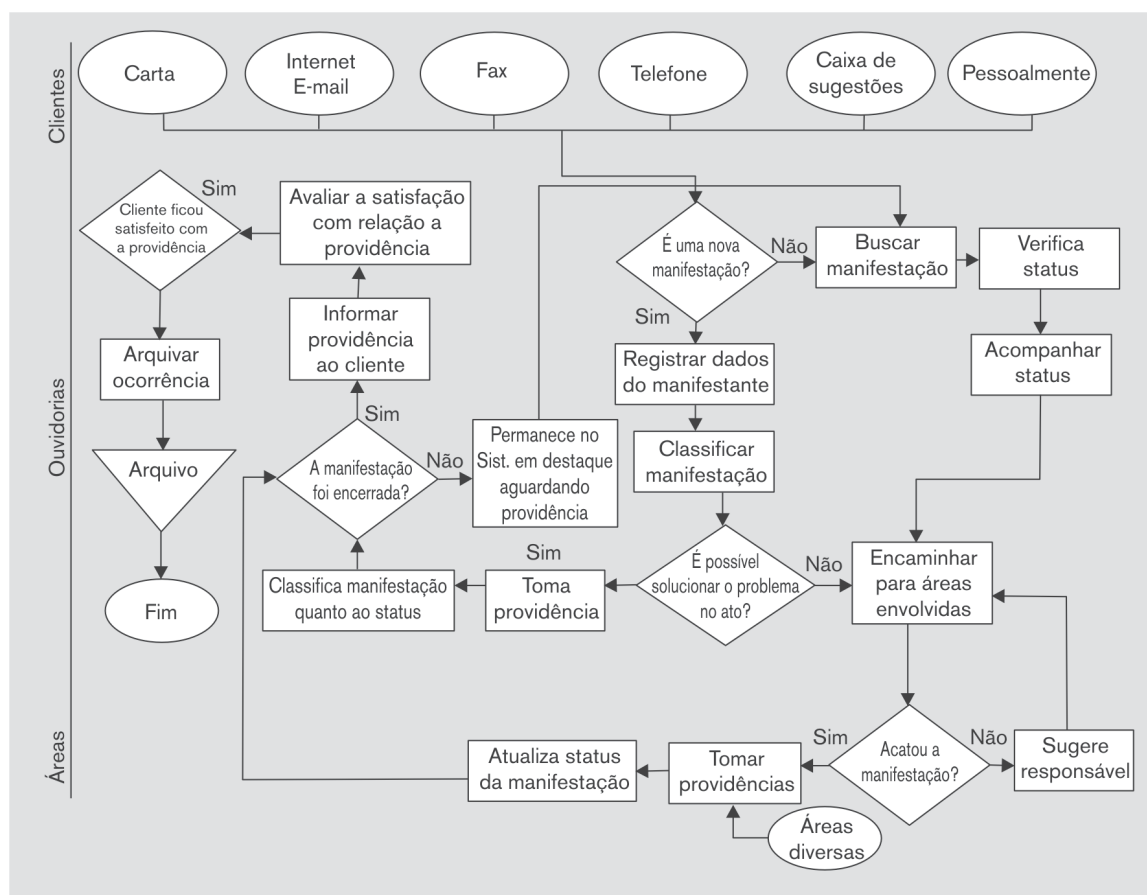 Clientes
Carta
Internet
E-mail
Fax
Telefone
Caixa de
sugestões
Pessoalmente
Ouvidorias
Cliente ficou
satisfeito com
a providência
Sim
Avaliar a satisfação
com relação a
providência
É uma nova
manifestação?
Não
Buscar
manifestação
Verifica
status
Sim
Informar
providência
ao cliente
Arquivar
ocorrência
Registrar dados
do manifestante
Acompanhar
status
Sim
Arquivo
A manifestação
foi encerrada?
Não
Permanece no
Sist. em destaque
aguardando
providência
Classificar
manifestação
Fim
Classifica manifestação
quanto ao status
Sim
Toma
providência
É possível
solucionar o problema
no ato?
Não
Encaminhar
para áreas
envolvidas
Áreas
Atualiza status
da manifestação
Tomar
providências
Sim
Acatou a
manifestação?
Não
Sugere
responsável
Áreas
diversas